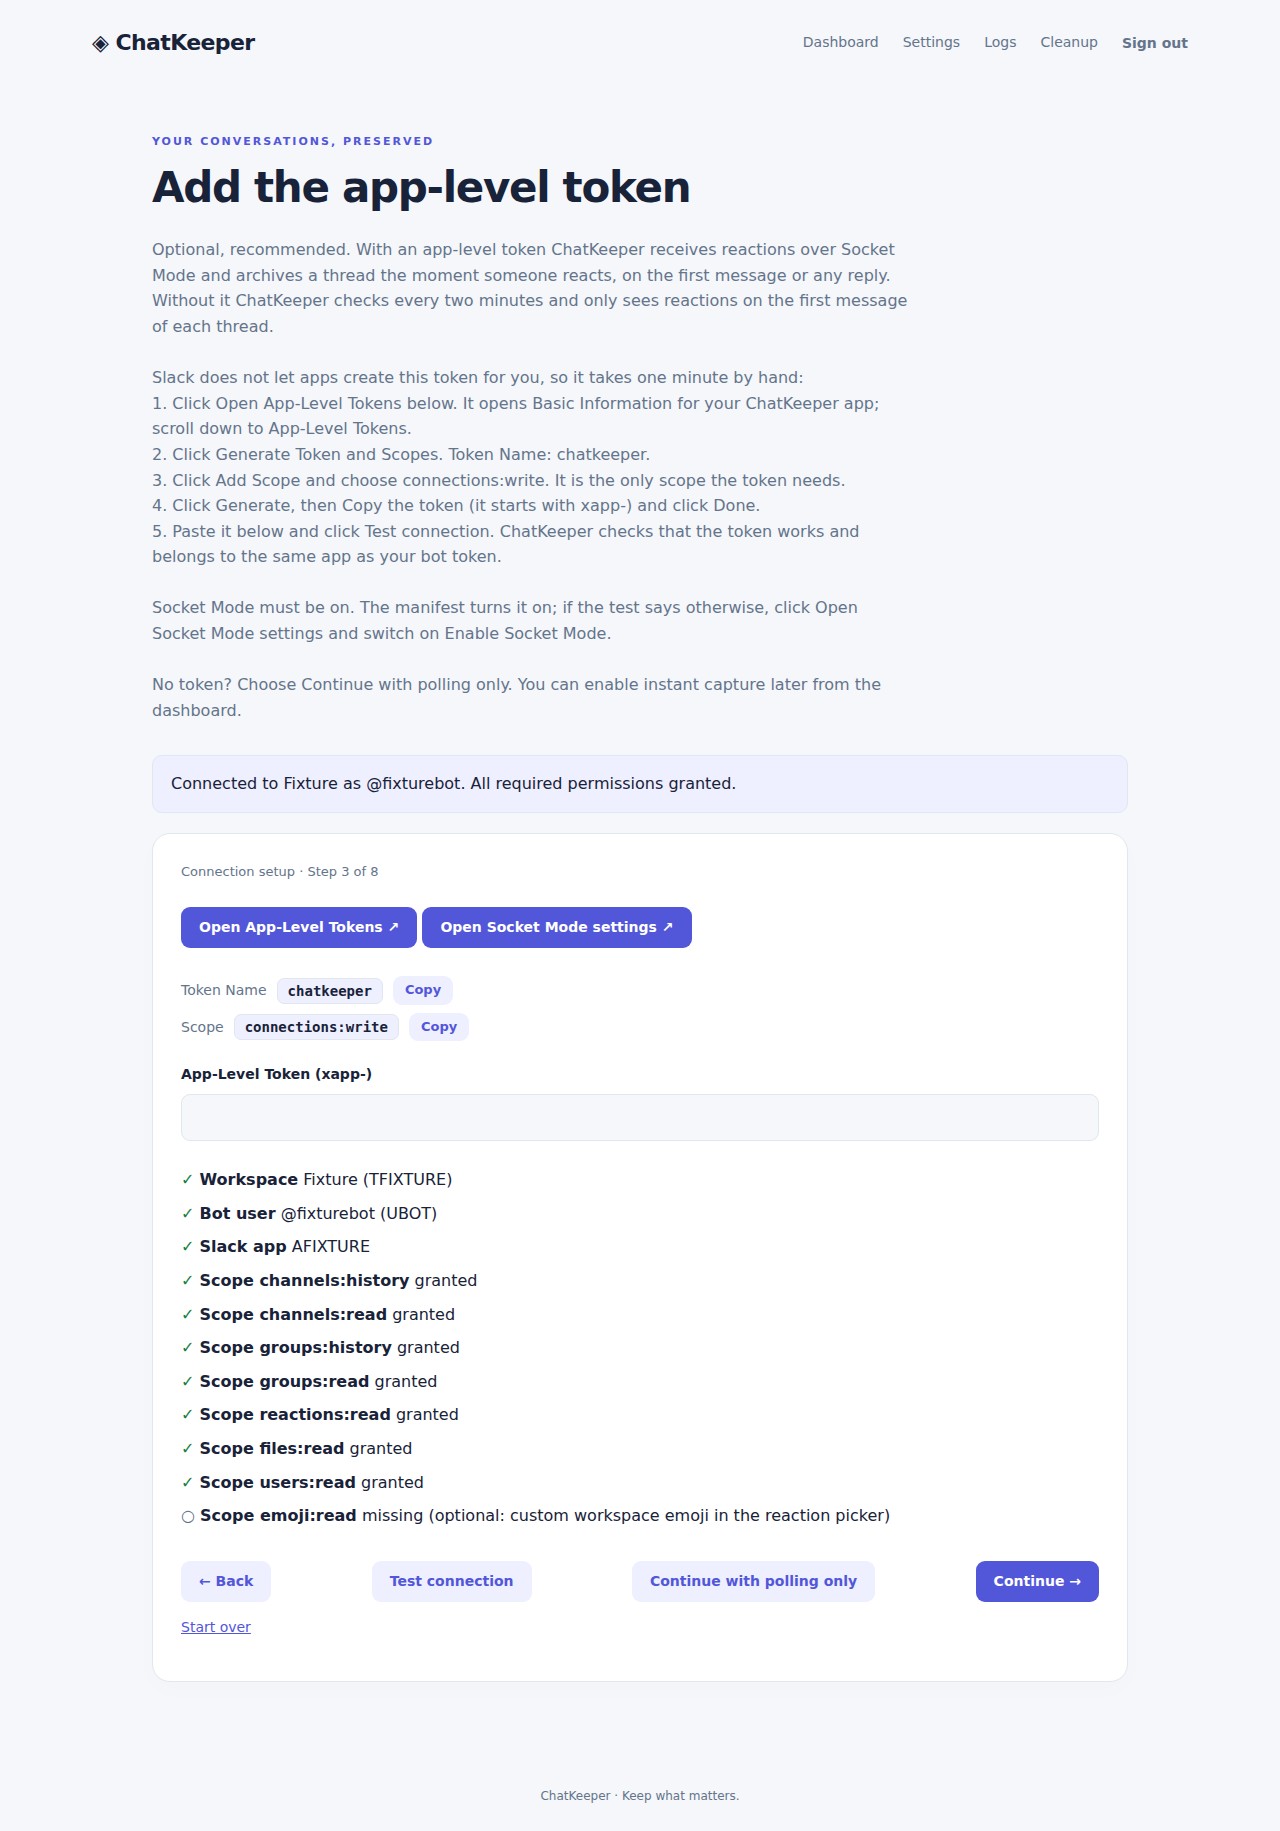 ◈ ChatKeeper
Dashboard Settings Logs Cleanup Sign out
YOUR CONVERSATIONS, PRESERVED
Add the app-level token
Optional, recommended. With an app-level token ChatKeeper receives reactions over Socket
Mode and archives a thread the moment someone reacts, on the first message or any reply.
Without it ChatKeeper checks every two minutes and only sees reactions on the first message
of each thread.
Slack does not let apps create this token for you, so it takes one minute by hand:
1. Click Open App-Level Tokens below. It opens Basic Information for your ChatKeeper app;
scroll down to App-Level Tokens.
2. Click Generate Token and Scopes. Token Name: chatkeeper.
3. Click Add Scope and choose connections:write. It is the only scope the token needs.
4. Click Generate, then Copy the token (it starts with xapp-) and click Done.
5. Paste it below and click Test connection. ChatKeeper checks that the token works and
belongs to the same app as your bot token.
Socket Mode must be on. The manifest turns it on; if the test says otherwise, click Open
Socket Mode settings and switch on Enable Socket Mode.
No token? Choose Continue with polling only. You can enable instant capture later from the
dashboard.
Connected to Fixture as @fixturebot. All required permissions granted.
Connection setup · Step 3 of 8
Open App-Level Tokens ↗ Open Socket Mode settings ↗
Token Name chatkeeper Copy
Scope connections:write Copy
App-Level Token (xapp-)
✓ Workspace Fixture (TFIXTURE)
✓ Bot user @fixturebot (UBOT)
✓ Slack app AFIXTURE
✓ Scope channels:history granted
✓ Scope channels:read granted
✓ Scope groups:history granted
✓ Scope groups:read granted
✓ Scope reactions:read granted
✓ Scope files:read granted
✓ Scope users:read granted
○ Scope emoji:read missing (optional: custom workspace emoji in the reaction picker)
← Back Test connection Continue with polling only Continue →
Start over
ChatKeeper · Keep what matters.